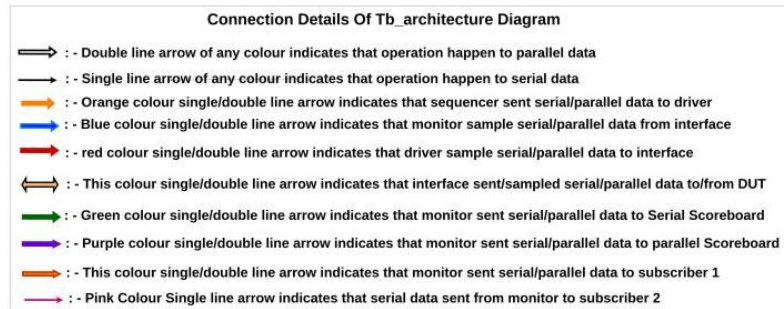 Connection Details Of Tb_architecture Diagram
: - Double line arrow of any colour indicates that operation happen to parallel data
: - Single line arrow of any colour indicates that operation happen to serial data
: - Orange colour single/double line arrow indicates that sequencer sent serial/parallel data to driver
: - Blue colour single/double line arrow indicates that monitor sample serial/parallel data from interface
: - red colour single/double line arrow indicates that driver sample serial/parallel data to interface
: - This colour single/double line arrow indicates that interface sent/sampled serial/parallel data to/from DUT
: - Green colour single/double line arrow indicates that monitor sent serial/parallel data to Serial Scoreboard
: - Purple colour single/double line arrow indicates that monitor sent serial/parallel data to parallel Scoreboard
: - This colour single/double line arrow indicates that monitor sent serial/parallel data to subscriber 1
: - Pink Colour Single line arrow indicates that serial data sent from monitor to subscriber 2